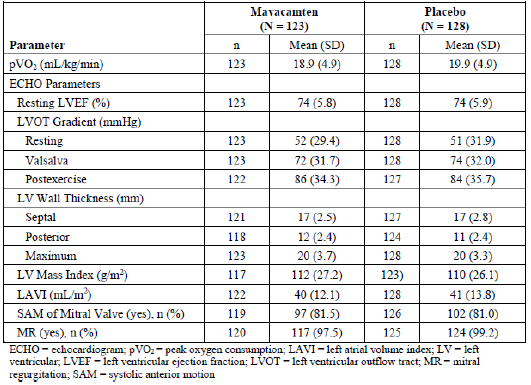 Mavacamten Placebo
(N = 123) (N = 128)
Parameter n Mean (SD) n Mean (SD)
pVO₂ (mL/kg/min) 123 18.9 (4.9) 128 19.9 (4.9)
ECHO Parameters
Resting LVEF (%) 123 74 (5.8) 128 74 (5.9)
LVOT Gradient (mmHg)
Resting 123 52 (29.4) 128 51 (31.9)
Valsalva 123 72 (31.7) 128 74 (32.0)
Postexercise 122 86 (34.3) 127 84 (35.7)
LV Wall Thickness (mm)
Septal 121 17 (2.5) 127 17 (2.8)
Posterior 118 12 (2.4) 124 11 (2.4)
Maximum 123 20 (3.7) 128 20 (3.3)
LV Mass Index (g/m²) 117 112 (27.2) 123) 110 (26.1)
LAVI (mL/m²) 122 40 (12.1) 128 41 (13.8)
SAM of Mitral Valve (yes), n (%) 119 97 (81.5) 126 102 (81.0)
MR (yes), n (%) 120 117 (97.5) 125 124 (99.2)
ECHO = echocardiogram; pVO₂ = peak oxygen consumption; LAVI = left atrial volume index; LV = left
ventricular; LVEF = left ventricular ejection fraction; LVOT = left ventricular outflow tract; MR = mitral
regurgitation; SAM = systolic anterior motion